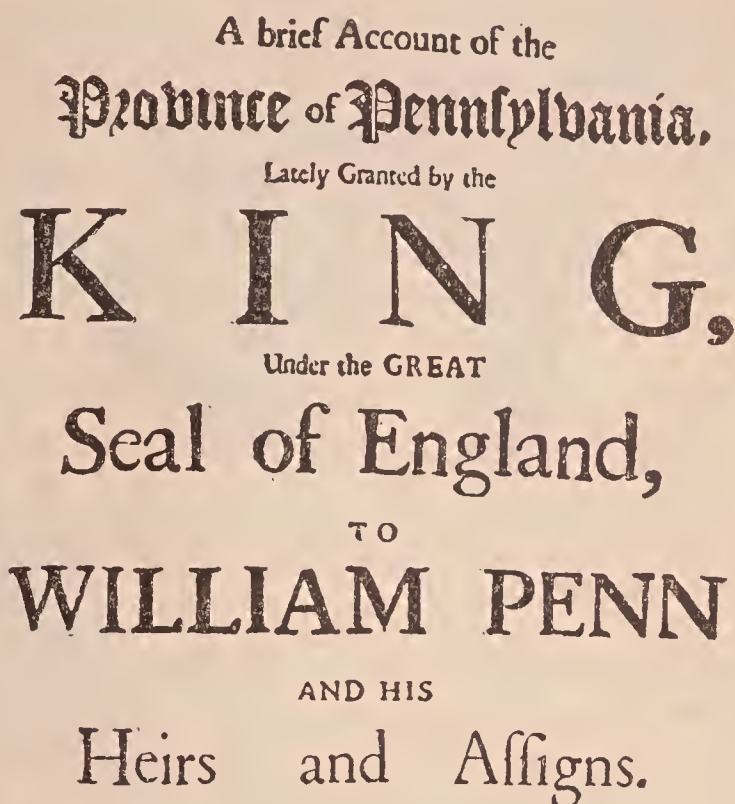 A brief Account of the
Province of Pennſylvania.
Lately Granted by the
KING,
Under the GREAT
Seal of England,
TO
WILLIAM PENN
AND HIS
Heirs and Aſſigns.